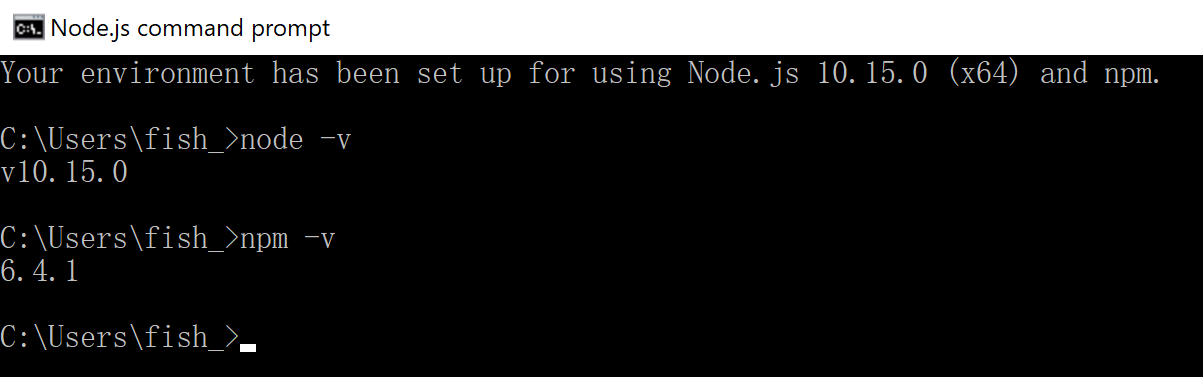 Node.js command prompt
Your environment has been set up for using Node.js 10.15.0 (x64) and npm.
C:\Users\fish_>node -v
v10.15.0
C:\Users\fish_>npm -v
6.4.1
C:\Users\fish_>